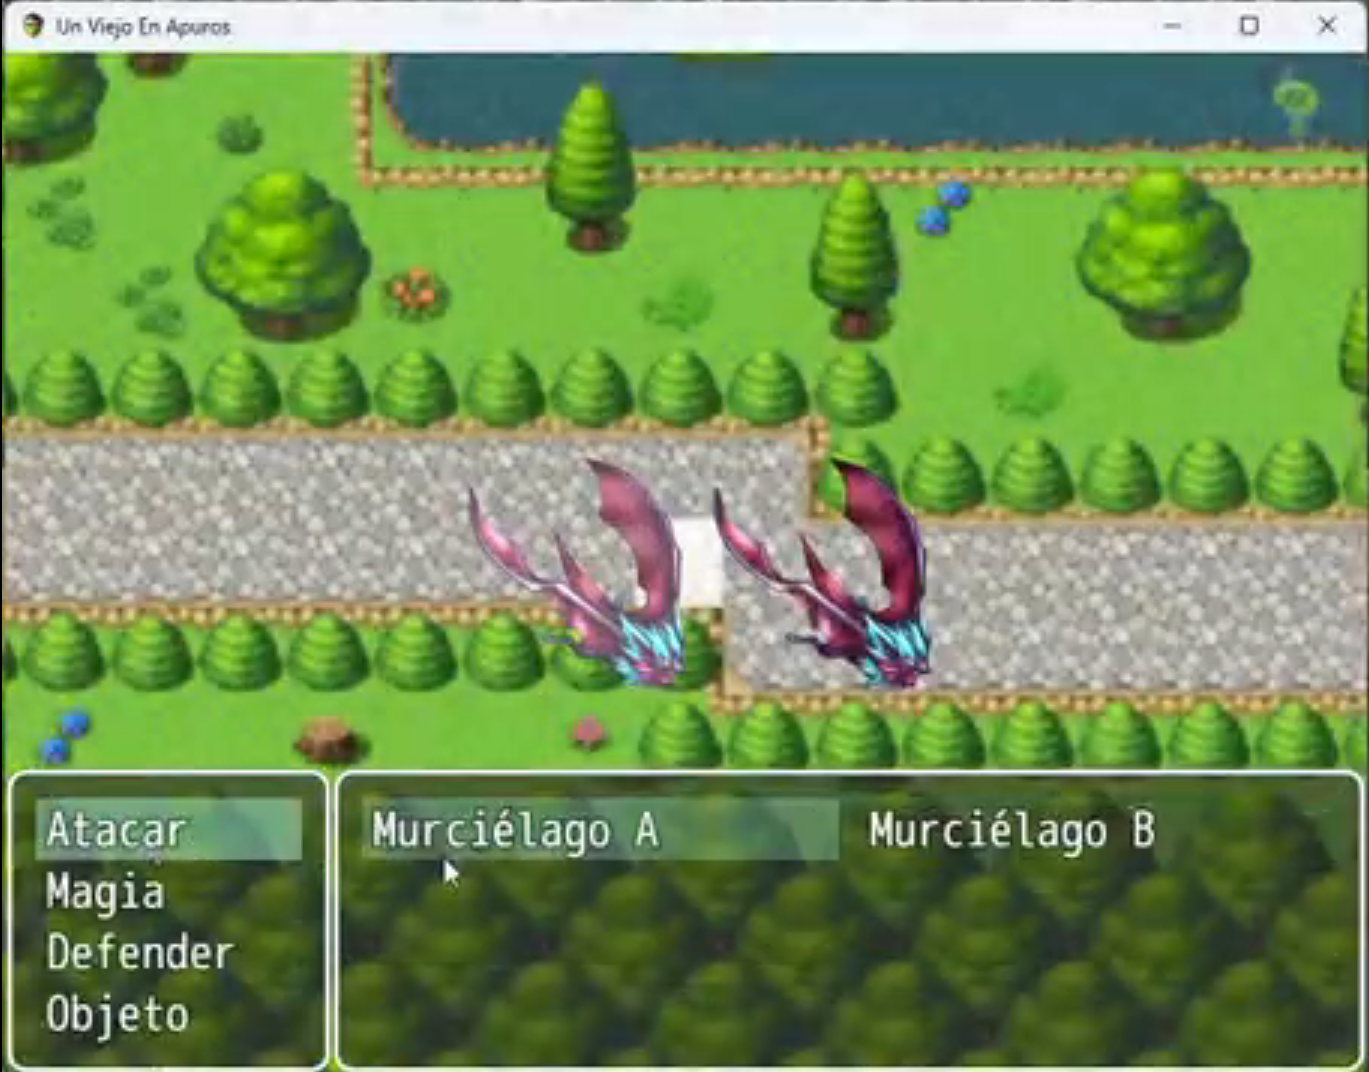 Un Viejo En Apuros
Atacar
Magia
Defender
Objeto
Murciélago A
Murciélago B